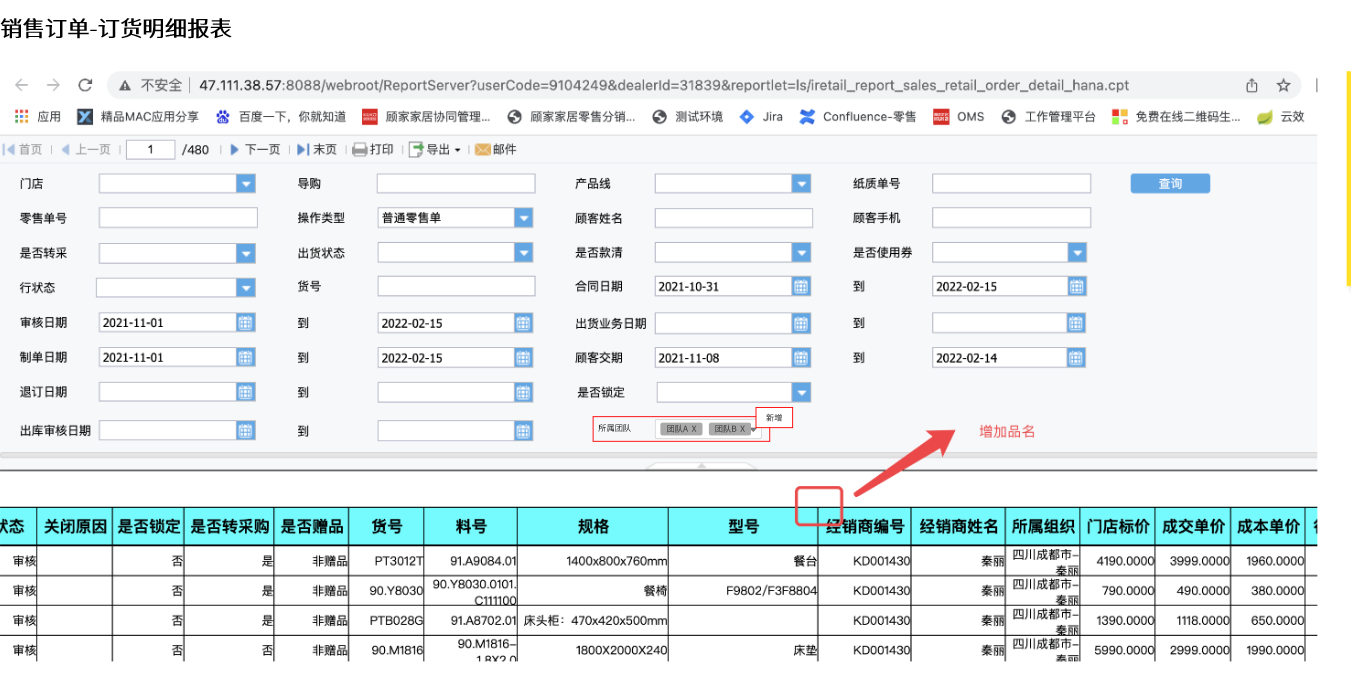 销售订单-订货明细报表
不安全 47.111.38.57:8088/webroot/ReportServer?userCode=9104249&dealerId=31839&reportlet=ls/iretail_report_sales_retail_order_detail_hana.cpt
应用 精品MAC应用分享 百度一下，你就知道 顾家家居协同管理... 顾家家居零售分销... 测试环境 Jira Confluence-零售 OMS 工作管理平台 免费在线二维码生... 云效
首页 上一页 1 /480 下一页 末页 打印 导出 邮件
门店 导购 产品线 纸质单号 查询
零售单号 操作类型 普通零售单 顾客姓名 顾客手机
是否转采 出货状态 是否款清 是否使用券
行状态 货号 合同日期 2021-10-31 到 2022-02-15
审核日期 2021-11-01 到 2022-02-15 出货业务日期 到
制单日期 2021-11-01 到 2022-02-15 顾客交期 2021-11-08 到 2022-02-14
退订日期 到 是否锁定
新增
出库审核日期 到 所属团队 团队A X 团队B X 增加品名
状态 关闭原因 是否锁定 是否转采购 是否赠品 货号 料号 规格 型号 经销商编号 经销商姓名 所属组织 门店标价 成交单价 成本单价
审核 否 是 非赠品 PT3012T 91.A9084.01 1400x800x760mm 餐台 KD001430 秦丽 四川成都市-秦丽 4190.0000 3999.0000 1960.0000
审核 否 是 非赠品 90.Y8030 90.Y8030.0101.C111100 餐椅 F9802/F3F8804 KD001430 秦丽 四川成都市-秦丽 790.0000 490.0000 380.0000
审核 否 是 非赠品 PTB028G 91.A8702.01 床头柜：470x420x500mm KD001430 秦丽 四川成都市-秦丽 1390.0000 1118.0000 650.0000
审核 否 否 非赠品 90.M1816 90.M1816-1.8X2.0 1800X2000X240 床垫 KD001430 秦丽 四川成都市-秦丽 5990.0000 2999.0000 1990.0000